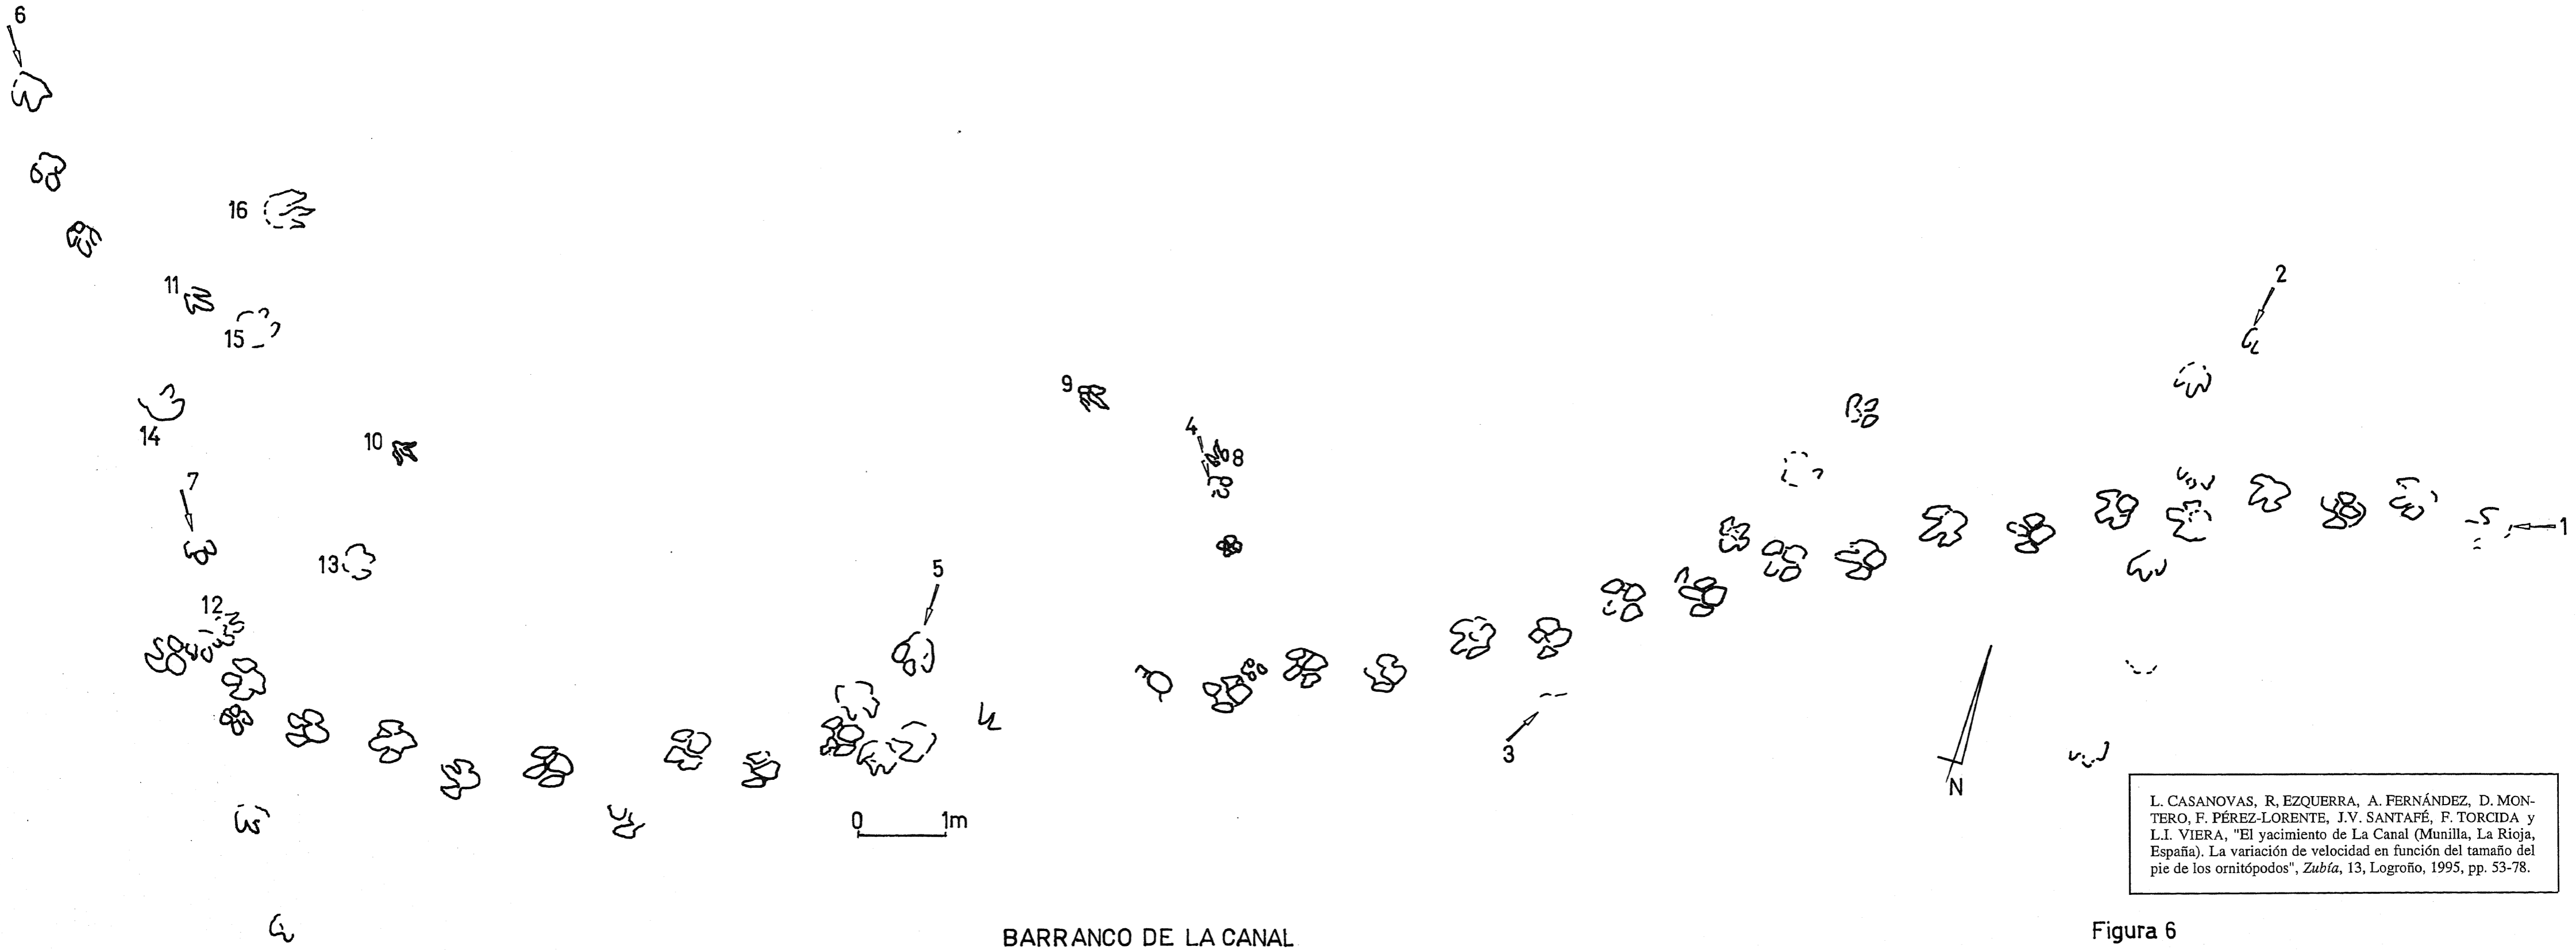 6
16
2
11
15
9
4
8
14
10
7
1
13
5
12
3
0 1m
N
L. CASANOVAS, R, EZQUERRA, A. FERNÁNDEZ, D. MON-
TERO, F. PÉREZ-LORENTE, J.V. SANTAFÉ, F. TORCIDA y
L.I. VIERA, "El yacimiento de La Canal (Munilla, La Rioja,
España). La variación de velocidad en función del tamaño del
pie de los ornitópodos", Zubía, 13, Logroño, 1995, pp. 53-78.
BARRANCO DE LA CANAL
Figura 6